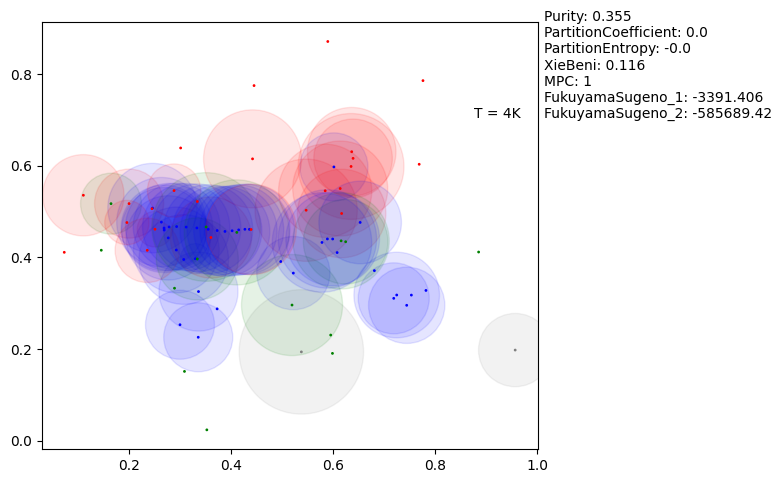 Purity: 0.355
PartitionCoefficient: 0.0
PartitionEntropy: -0.0
XieBeni: 0.116
MPC: 1
FukuyamaSugeno_1: -3391.406
FukuyamaSugeno_2: -585689.42
T = 4K
0.8
0.6
0.4
0.2
0.0
0.2 0.4 0.6 0.8 1.0